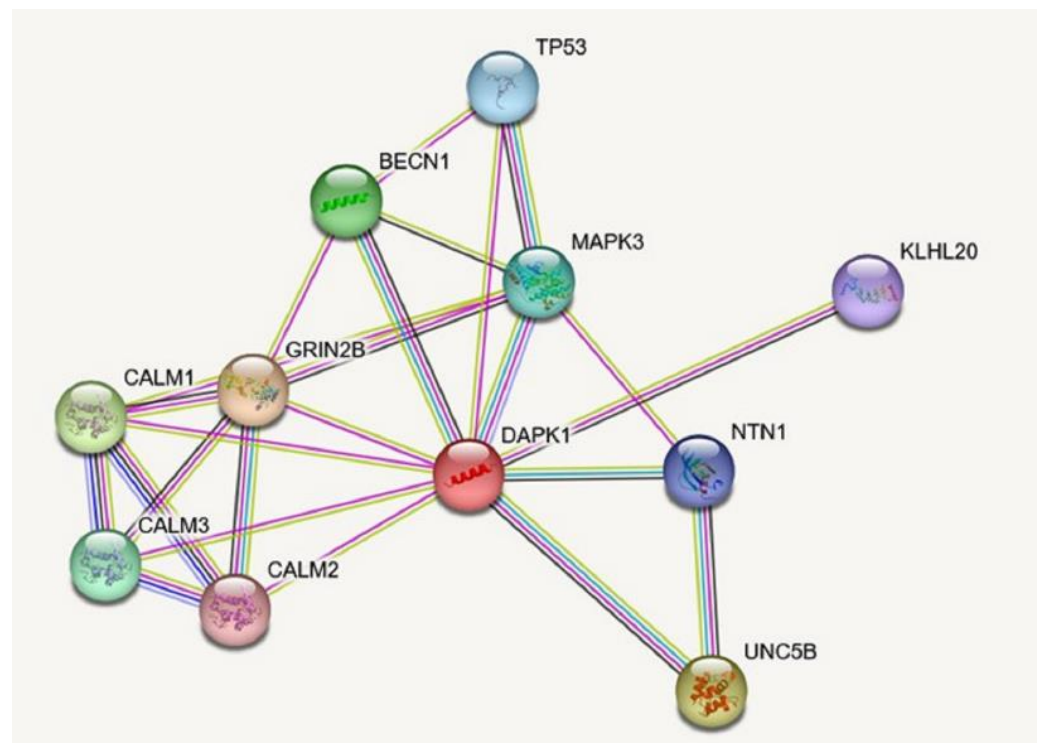 TP53
BECN1
MAPK3
KLHL20
GRIN2B
CALM1
DAPK1
NTN1
CALM3
CALM2
UNC5B